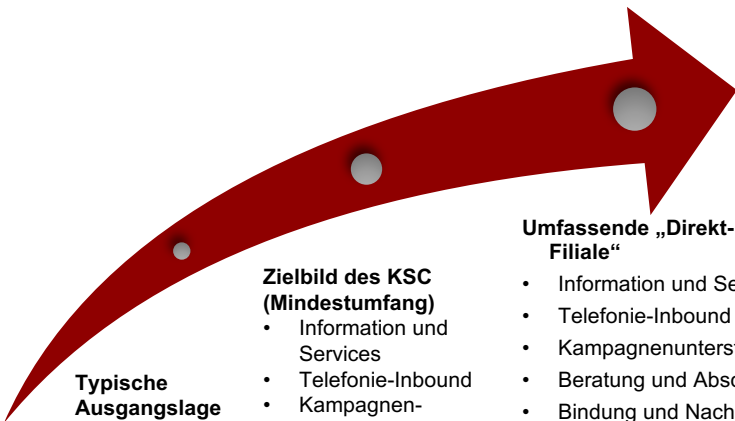 Typische
Ausgangslage
Zielbild des KSC
(Mindestumfang)
• Information und
Services
• Telefonie-Inbound
• Kampagnen-
Umfassende „Direkt-
Filiale“
• Information und Se
• Telefonie-Inbound
• Kampagnenunterst
• Beratung und Absc
• Bindung und Nach